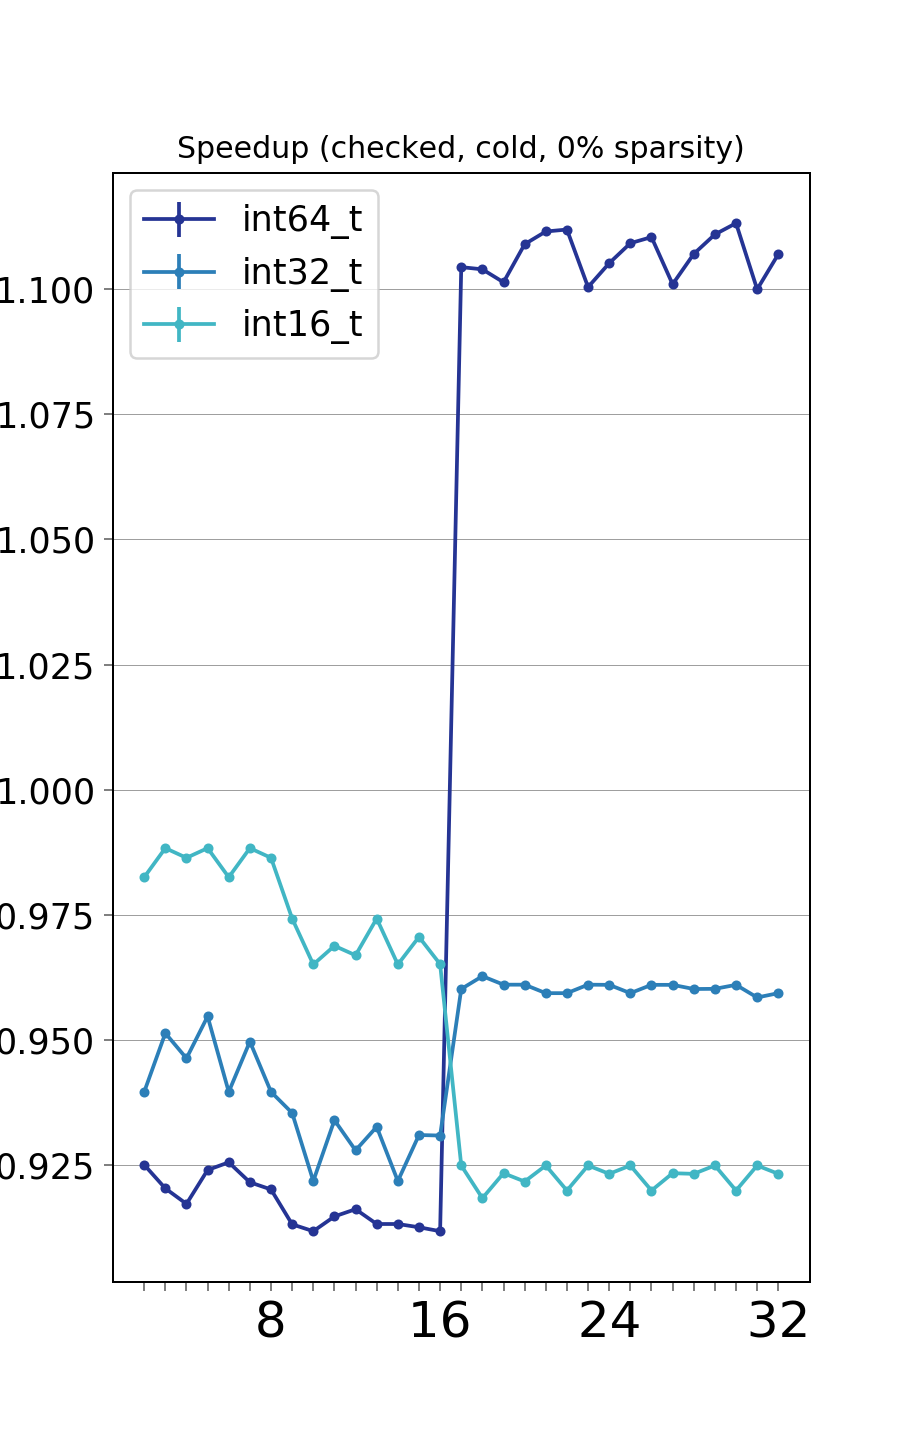 Speedup (checked, cold, 0% sparsity)
int64_t
int32_t
int16_t
1.100
1.075
1.050
1.025
1.000
0.975
0.950
0.925
8 16 24 32